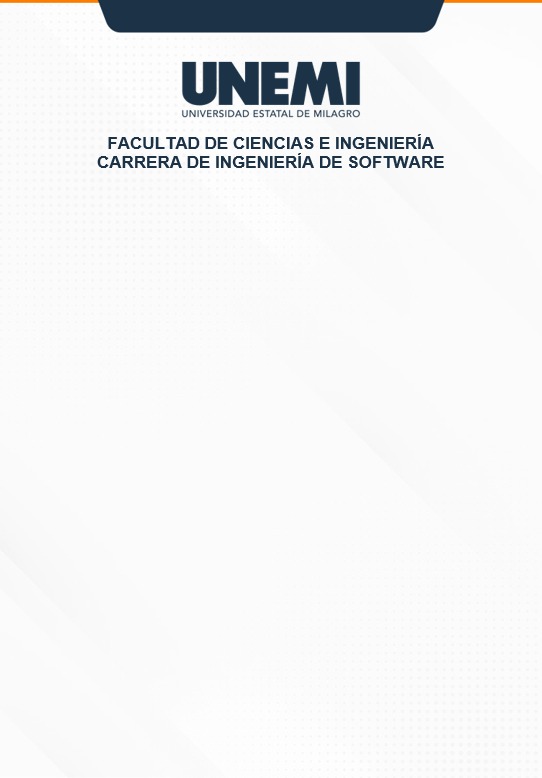 UNEMI
UNIVERSIDAD ESTATAL DE MILAGRO
FACULTAD DE CIENCIAS E INGENIERÍA
CARRERA DE INGENIERÍA DE SOFTWARE